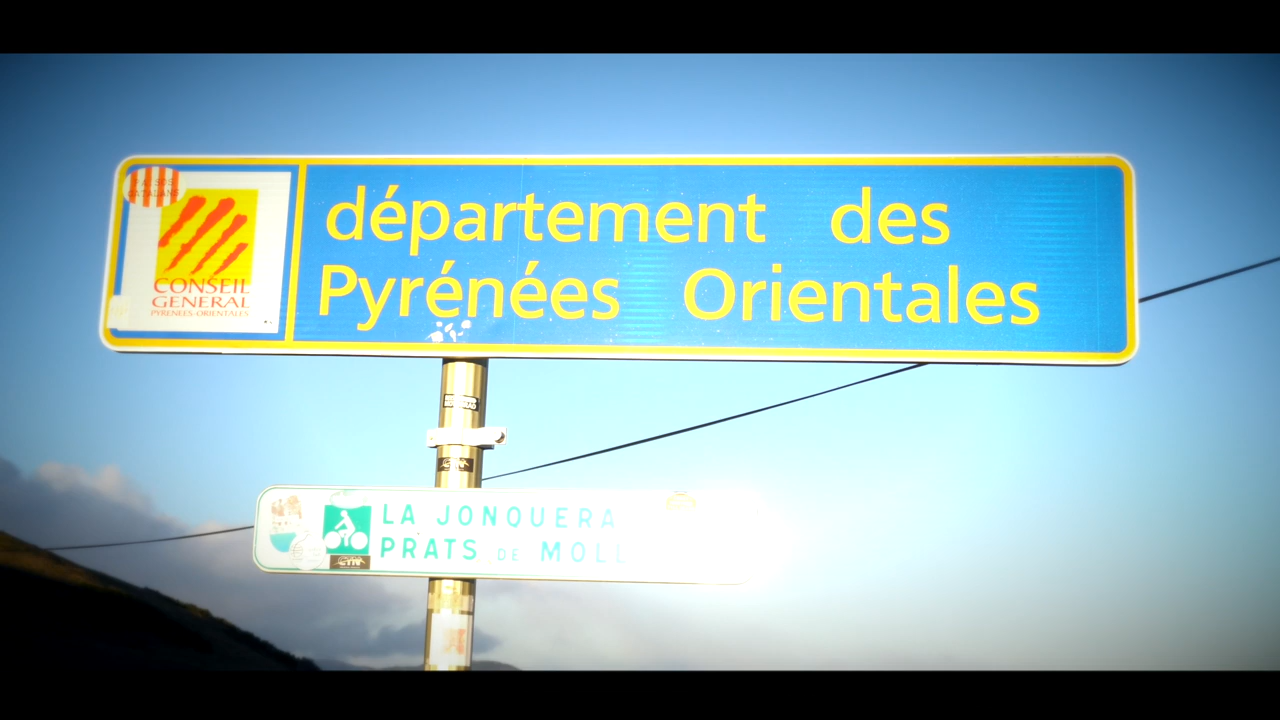 département des
Pyrénées Orientales
CONSEIL
GENERAL
PYRENEES-ORIENTALES
LA JONQUERA
PRATS DE MOLL